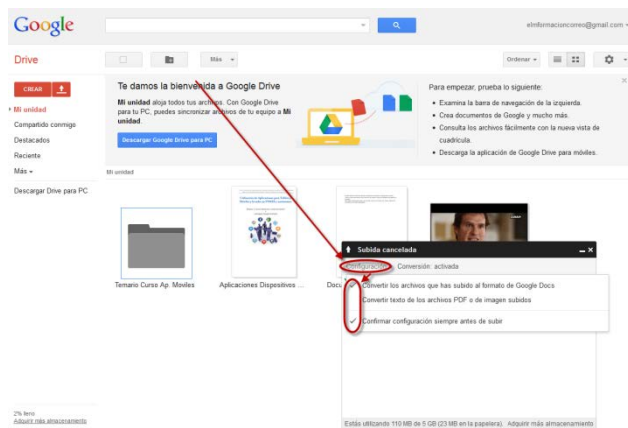 Google
elmformacioncorreo@gmail.com
Drive
Más
Ordenar
CREAR
Mi unidad
Compartido conmigo
Destacados
Reciente
Más
Descargar Drive para PC
Te damos la bienvenida a Google Drive
Mi unidad aloja todos tus archivos. Con Google Drive
para tu PC, puedes sincronizar archivos de tu equipo a Mi
unidad.
Descargar Google Drive para PC
Para empezar, prueba lo siguiente:
Examina la barra de navegación de la izquierda.
Crea documentos de Google y mucho más.
Consulta los archivos fácilmente con la nueva vista de
cuadrícula.
Descarga la aplicación de Google Drive para móviles.
Mi unidad
Temario Curso Ap. Moviles
Aplicaciones Dispositivos ...
Subida cancelada
Configuración
Conversión: activada
Convertir los archivos que has subido al formato de Google Docs
Convertir texto de los archivos PDF o de imagen subidos
Confirmar configuración siempre antes de subir
2% lleno
Adquirir más almacenamiento
Estás utilizando 110 MB de 5 GB (23 MB en la papelera). Adquirir más almacenamiento